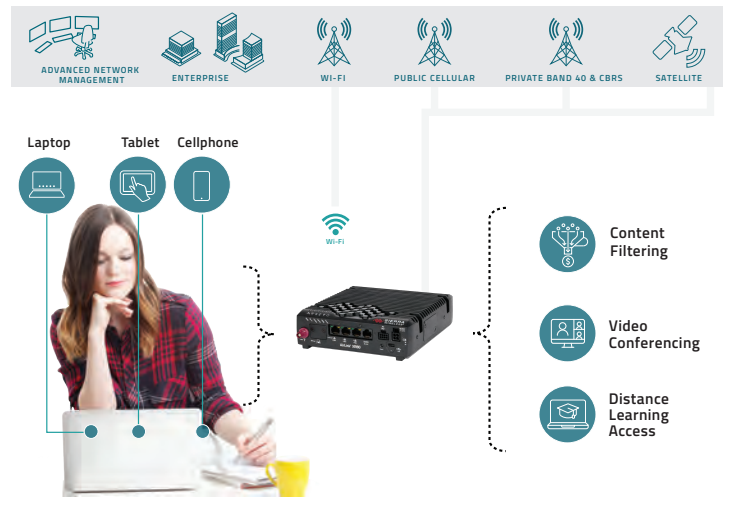 ADVANCED NETWORK
MANAGEMENT
ENTERPRISE
WI-FI
PUBLIC CELLULAR
PRIVATE BAND 40 & CBRS
SATELLITE
Laptop
Tablet
Cellphone
WI-FI
Content
Filtering
Video
Conferencing
Distance
Learning
Access